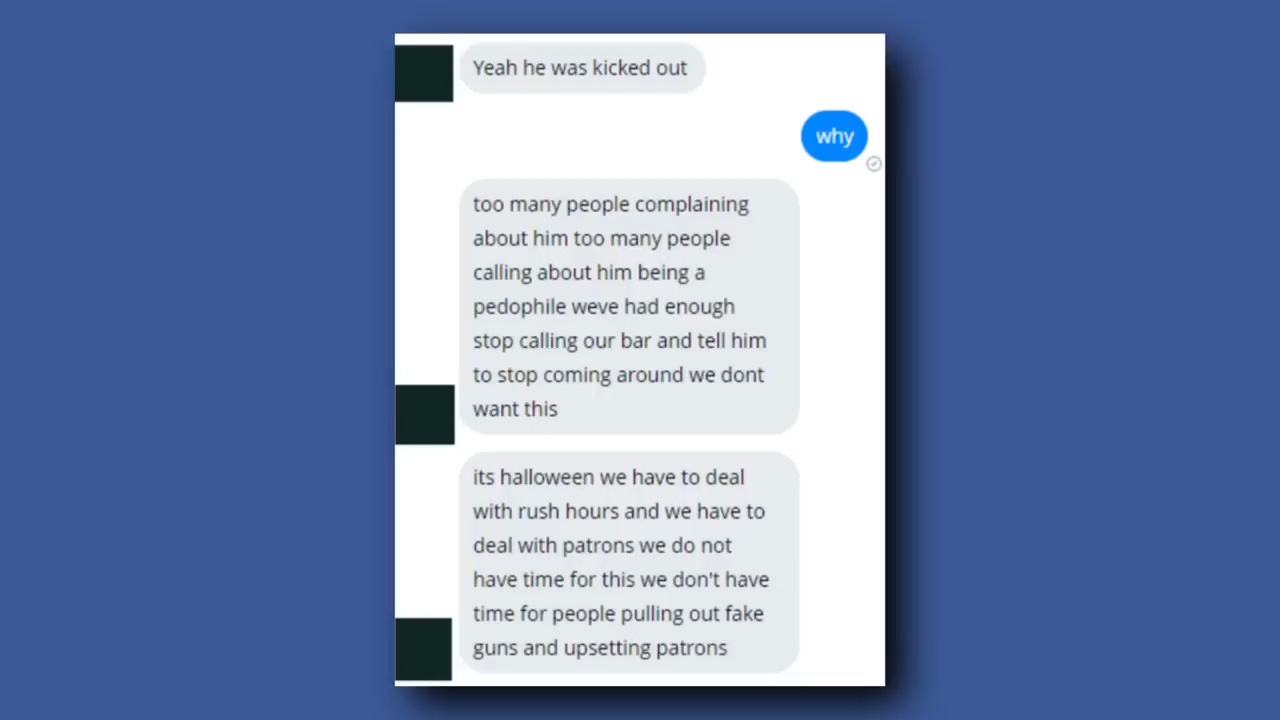 Yeah he was kicked out
why
too many people complaining
about him too many people
calling about him being a
pedophile weve had enough
stop calling our bar and tell him
to stop coming around we dont
want this
its halloween we have to deal
with rush hours and we have to
deal with patrons we do not
have time for this we don't have
time for people pulling out fake
guns and upsetting patrons